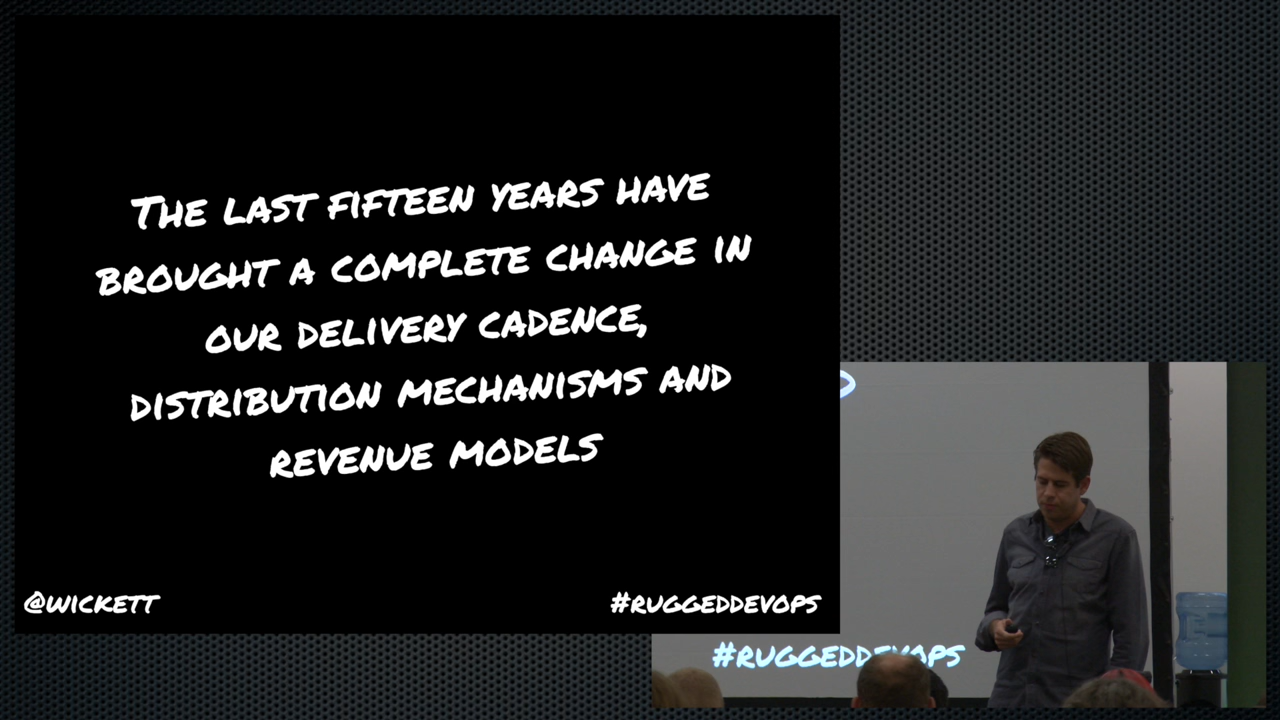 The last fifteen years have
brought a complete change in
our delivery cadence,
distribution mechanisms and
revenue models
@wickett
#ruggeddevops
#ruggeddevops